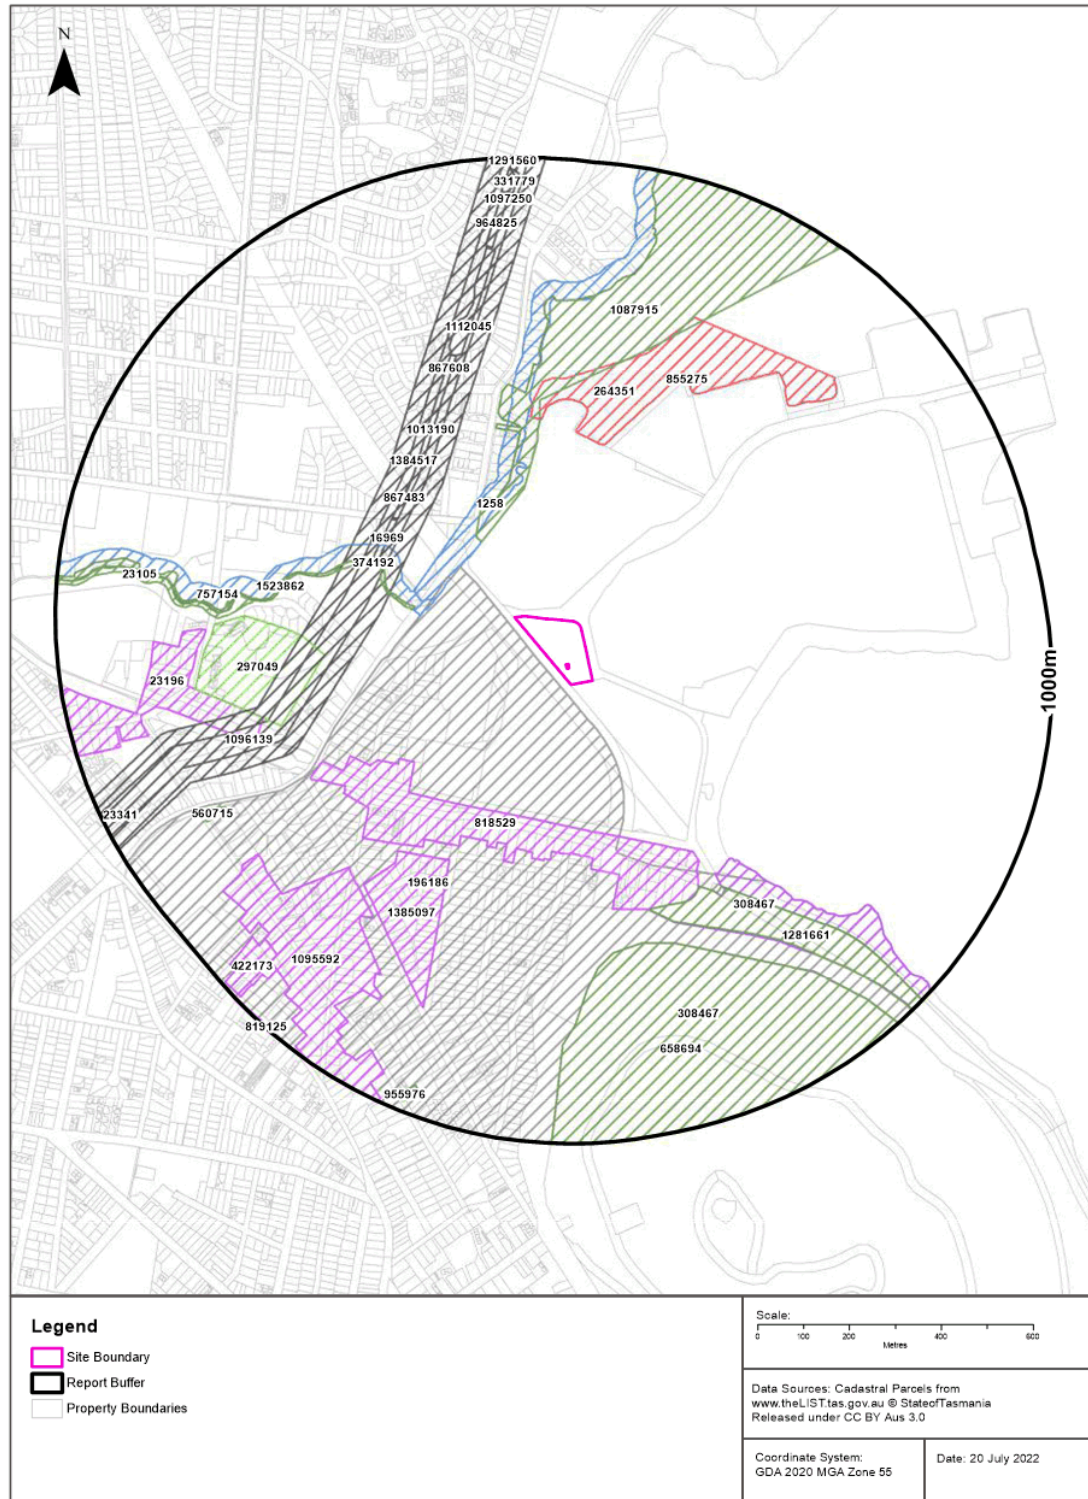 N
1291560
331779
1097250
964825
1087915
1112045
867608
855275
264351
1013190
1384517
867483
1258
16969
374192
23105
1523862
757154
297049
23196
1000m
1096139
23341
560715
818529
196186
308467
1385097
1281661
1095592
422173
308467
819125
658694
955976
Legend
Site Boundary
Report Buffer
Property Boundaries
Scale:
0 100 200 400 600
Metres
Data Sources: Cadastral Parcels from
www.theLIST.tas.gov.au © StateofTasmania
Released under CC BY Aus 3.0
Coordinate System:
GDA 2020 MGA Zone 55
Date: 20 July 2022